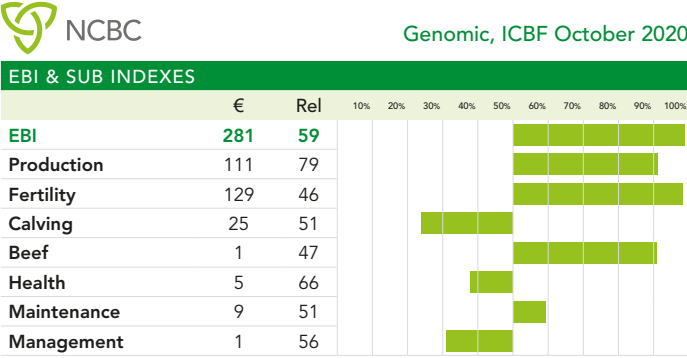 NCBC
Genomic, ICBF October 2020
EBI & SUB INDEXES
€ Rel 10% 20% 30% 40% 50% 60% 70% 80% 90% 100%
EBI 281 59
Production 111 79
Fertility 129 46
Calving 25 51
Beef 1 47
Health 5 66
Maintenance 9 51
Management 1 56